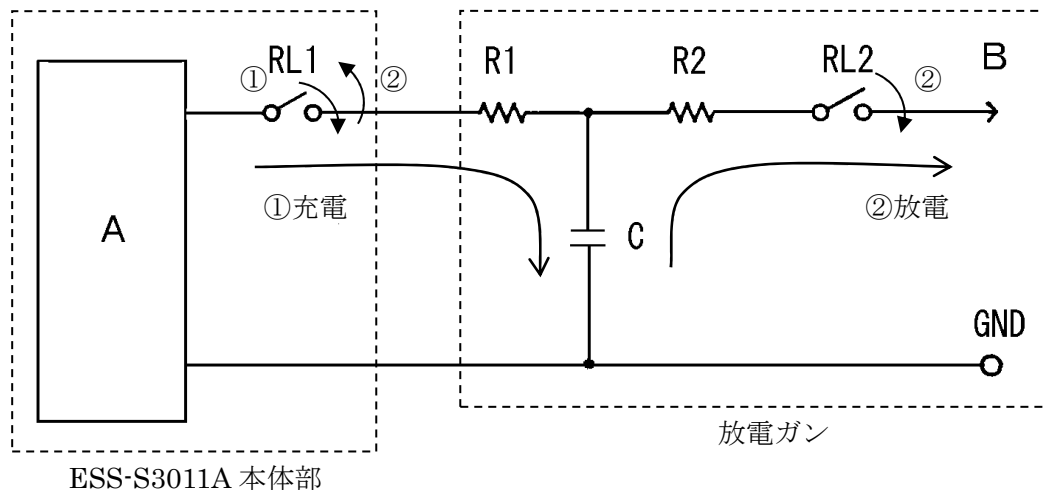 ① RL1 ② R1 R2 RL2 ② B
①充電 ②放電
A C
GND
放電ガン
ESS-S3011A 本体部